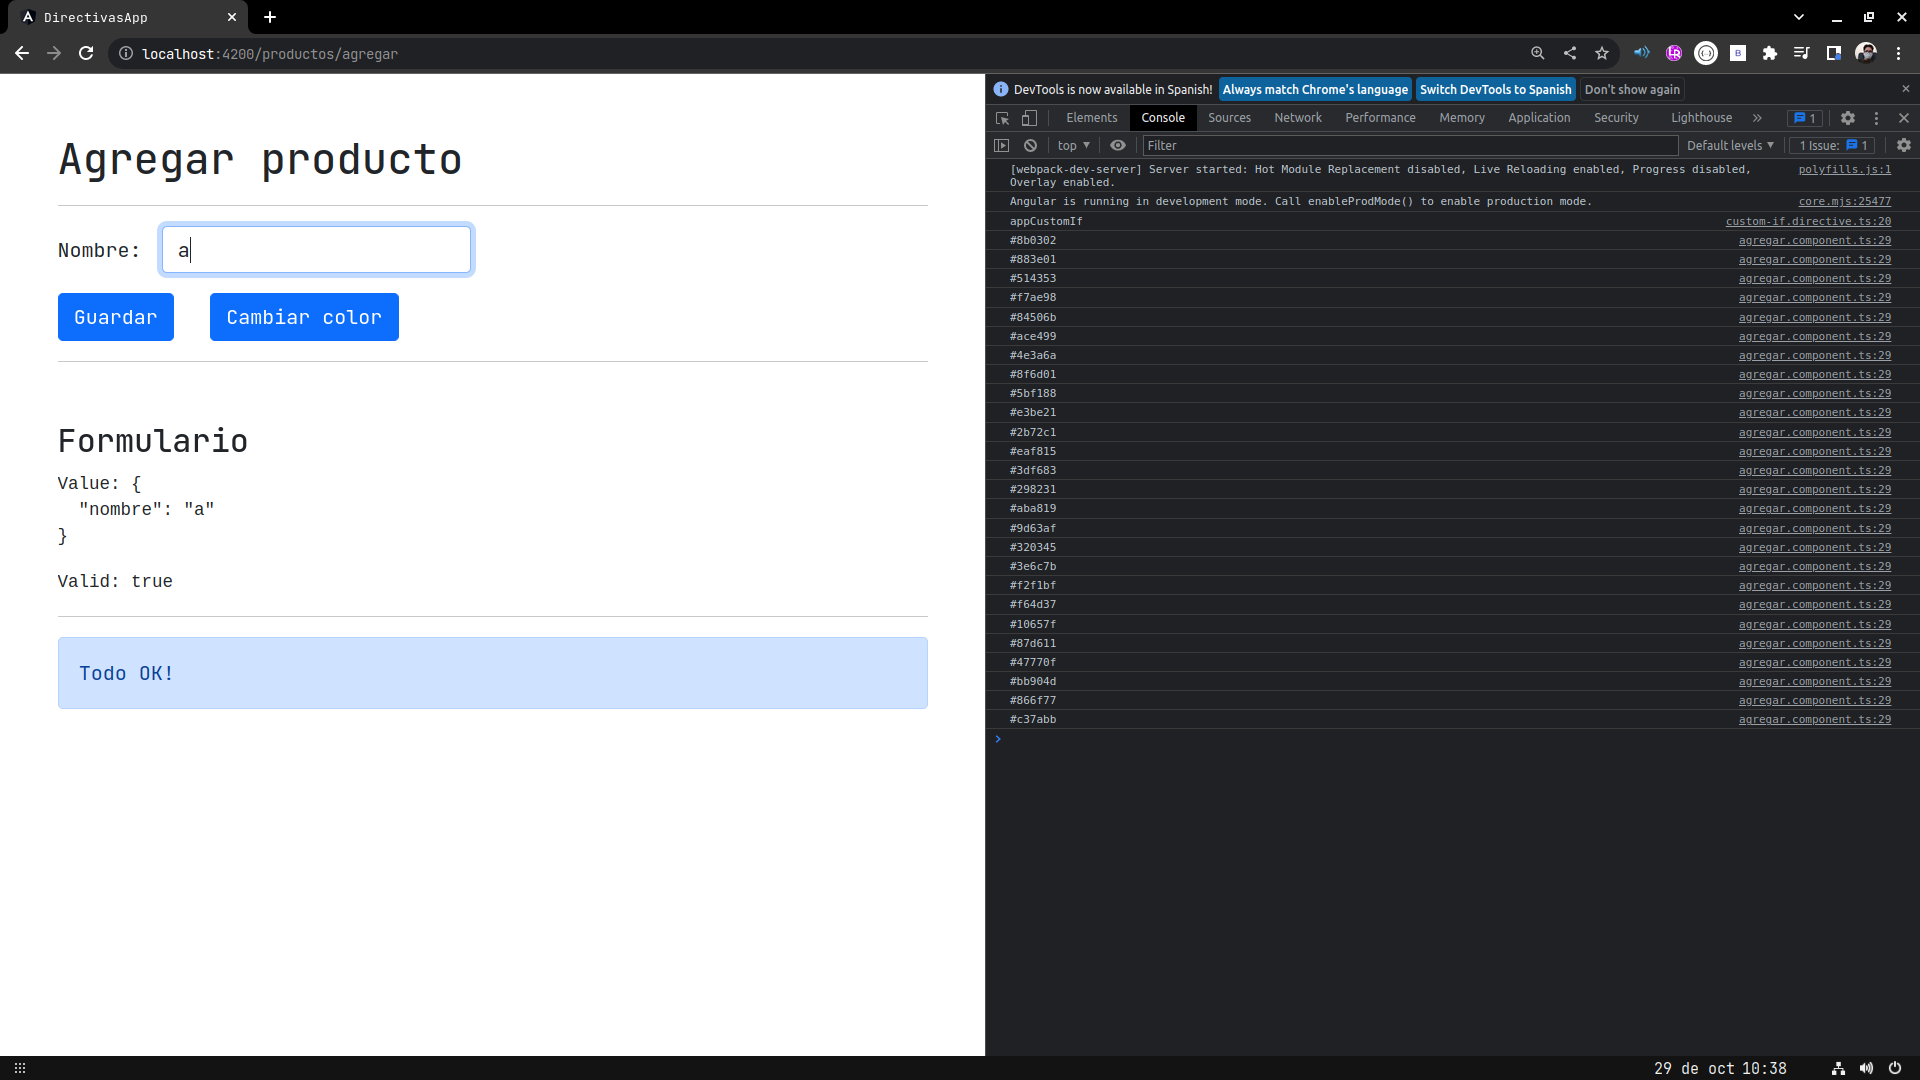 DirectivasApp
localhost:4200/productos/agregar
Agregar producto
Nombre: a
Guardar Cambiar color
Formulario
Value: {
"nombre": "a"
}
Valid: true
Todo OK!
DevTools is now available in Spanish! Always match Chrome's language Switch DevTools to Spanish Don't show again
Elements Console Sources Network Performance Memory Application Security Lighthouse 1
top Filter Default levels 1 Issue: 1
[webpack-dev-server] Server started: Hot Module Replacement disabled, Live Reloading enabled, Progress disabled, polyfills.js:1
Overlay enabled.
Angular is running in development mode. Call enableProdMode() to enable production mode. core.mjs:25477
appCustomIf custom-if.directive.ts:20
#8b0302 agregar.component.ts:29
#883e01 agregar.component.ts:29
#514353 agregar.component.ts:29
#f7ae98 agregar.component.ts:29
#84506b agregar.component.ts:29
#ace499 agregar.component.ts:29
#4e3a6a agregar.component.ts:29
#8f6d01 agregar.component.ts:29
#5bf188 agregar.component.ts:29
#e3be21 agregar.component.ts:29
#2b72c1 agregar.component.ts:29
#eaf815 agregar.component.ts:29
#3df683 agregar.component.ts:29
#298231 agregar.component.ts:29
#aba819 agregar.component.ts:29
#9d63af agregar.component.ts:29
#320345 agregar.component.ts:29
#3e6c7b agregar.component.ts:29
#f2f1bf agregar.component.ts:29
#f64d37 agregar.component.ts:29
#10657f agregar.component.ts:29
#87d611 agregar.component.ts:29
#47770f agregar.component.ts:29
#bb904d agregar.component.ts:29
#866f77 agregar.component.ts:29
#c37abb agregar.component.ts:29
29 de oct 10:38